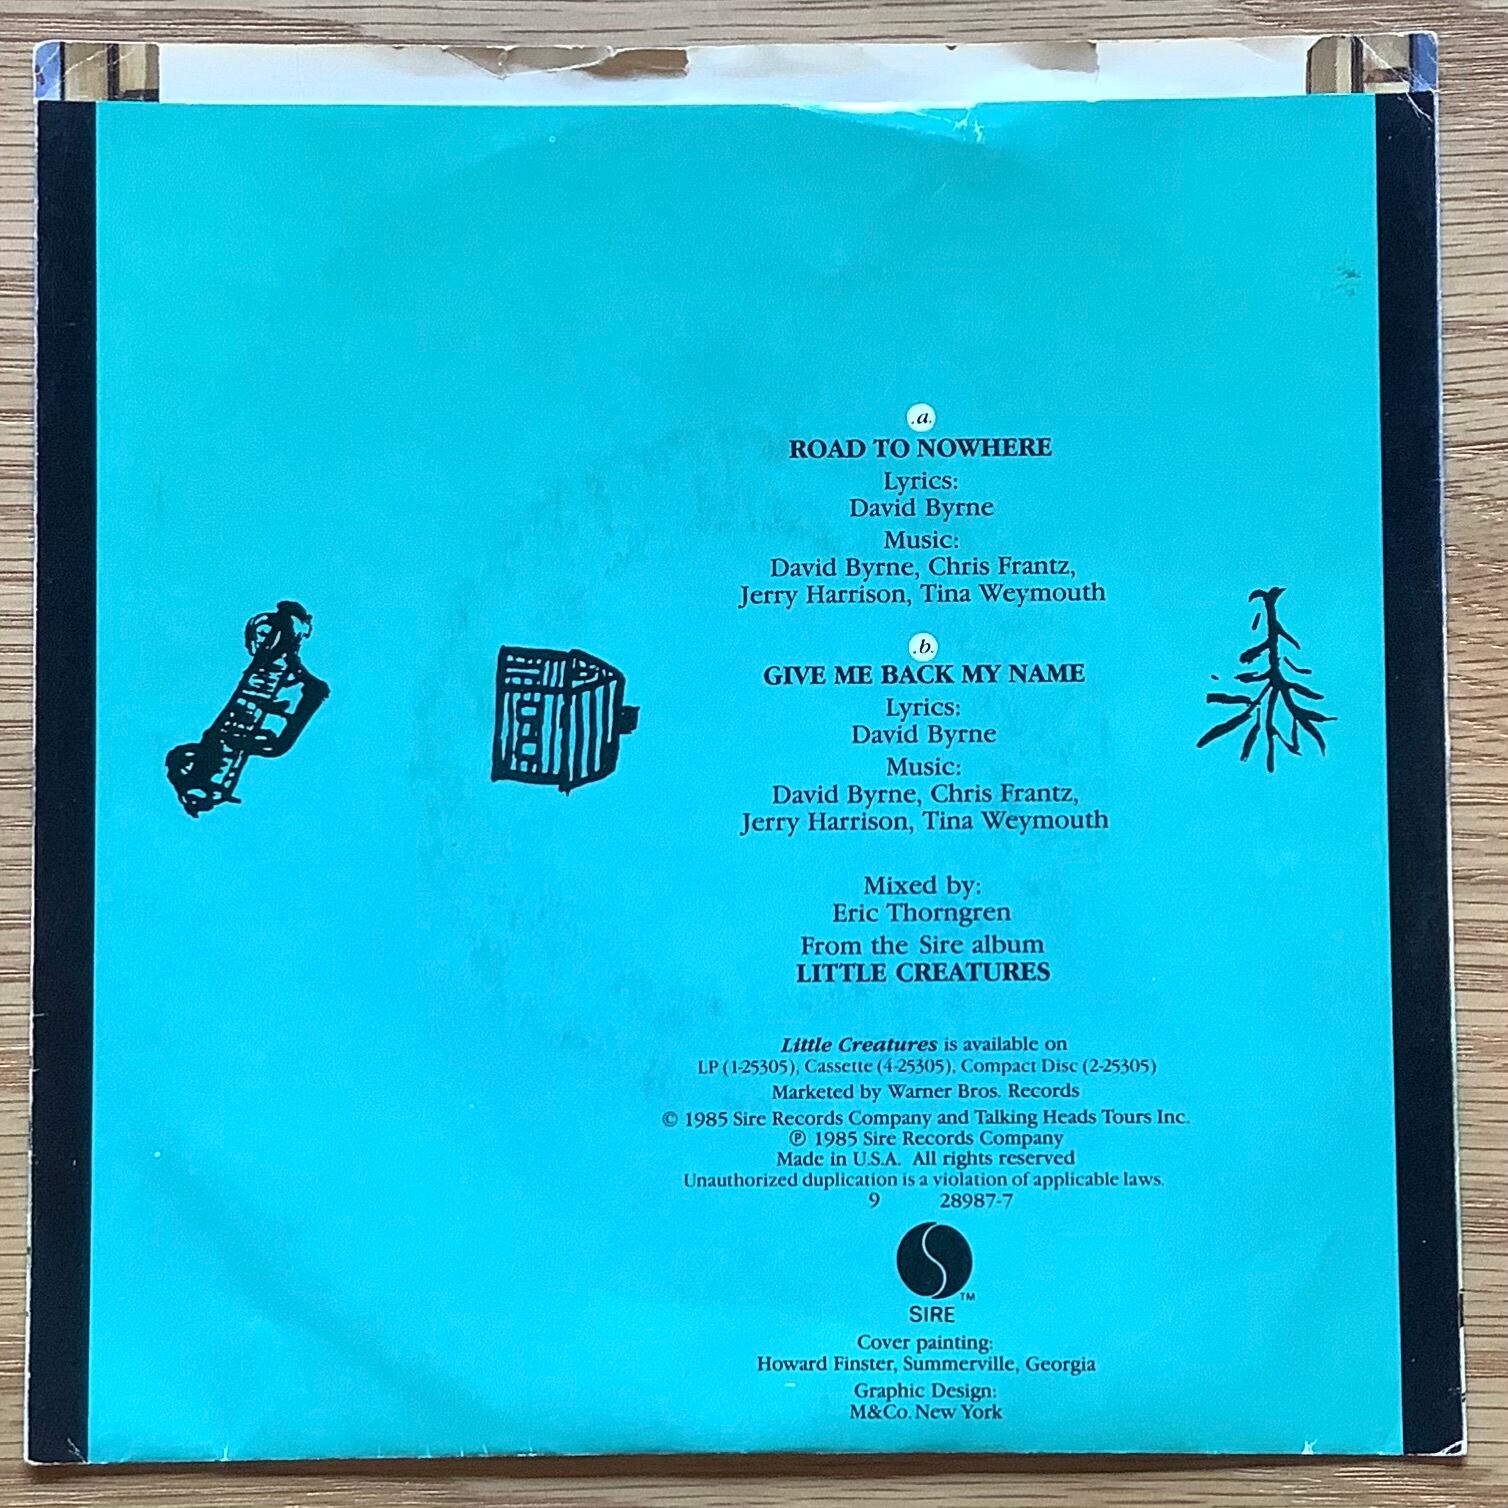 .a.
ROAD TO NOWHERE
Lyrics:
David Byrne
Music:
David Byrne, Chris Frantz,
Jerry Harrison, Tina Weymouth
.b.
GIVE ME BACK MY NAME
Lyrics:
David Byrne
Music:
David Byrne, Chris Frantz,
Jerry Harrison, Tina Weymouth
Mixed by:
Eric Thorngren
From the Sire album
LITTLE CREATURES
Little Creatures is available on
LP (1-25305), Cassette (4-25305), Compact Disc (2-25305)
Marketed by Warner Bros. Records
© 1985 Sire Records Company and Talking Heads Tours Inc.
℗ 1985 Sire Records Company
Made in U.S.A. All rights reserved
Unauthorized duplication is a violation of applicable laws.
9 28987-7
TM
SIRE
Cover painting:
Howard Finster, Summerville, Georgia
Graphic Design:
M&Co. New York